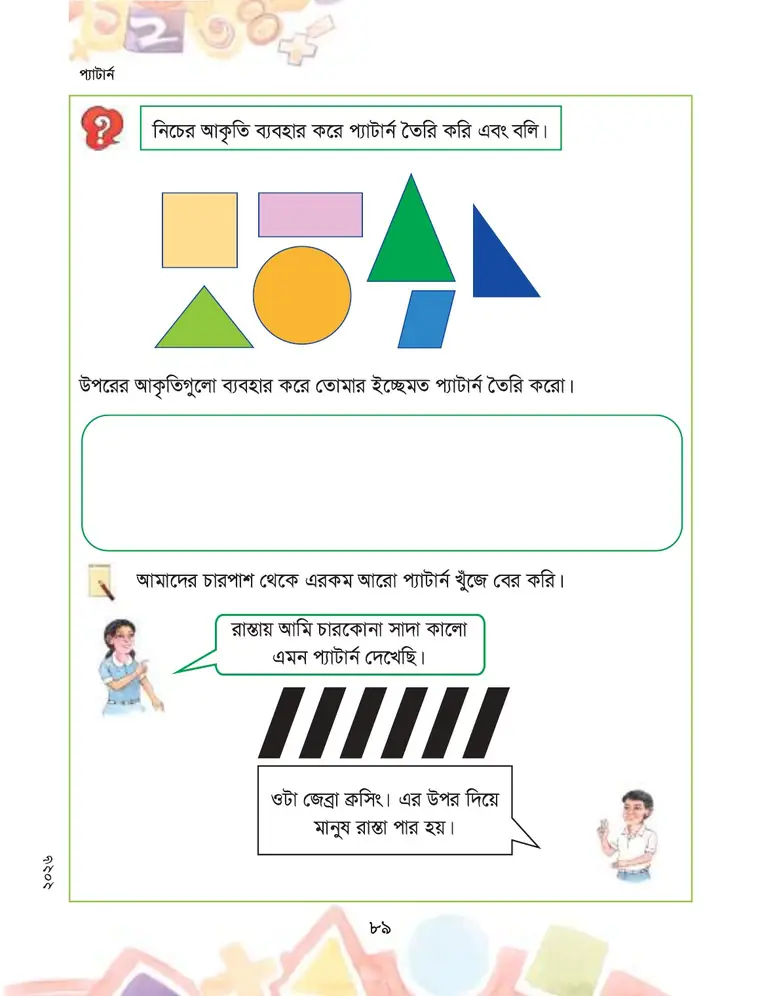 প্যাটার্ন
নিচের আকৃতি ব্যবহার করে প্যাটার্ন তৈরি করি এবং বলি।
উপরের আকৃতিগুলো ব্যবহার করে তোমার ইচ্ছেমত প্যাটার্ন তৈরি করো।
আমাদের চারপাশ থেকে এরকম আরো প্যাটার্ন খুঁজে বের করি।
রাস্তায় আমি চারকোনা সাদা কালো
এমন প্যাটার্ন দেখেছি।
ওটা জেব্রা ক্রসিং। এর উপর দিয়ে
মানুষ রাস্তা পার হয়।
২০২৬
৮৯